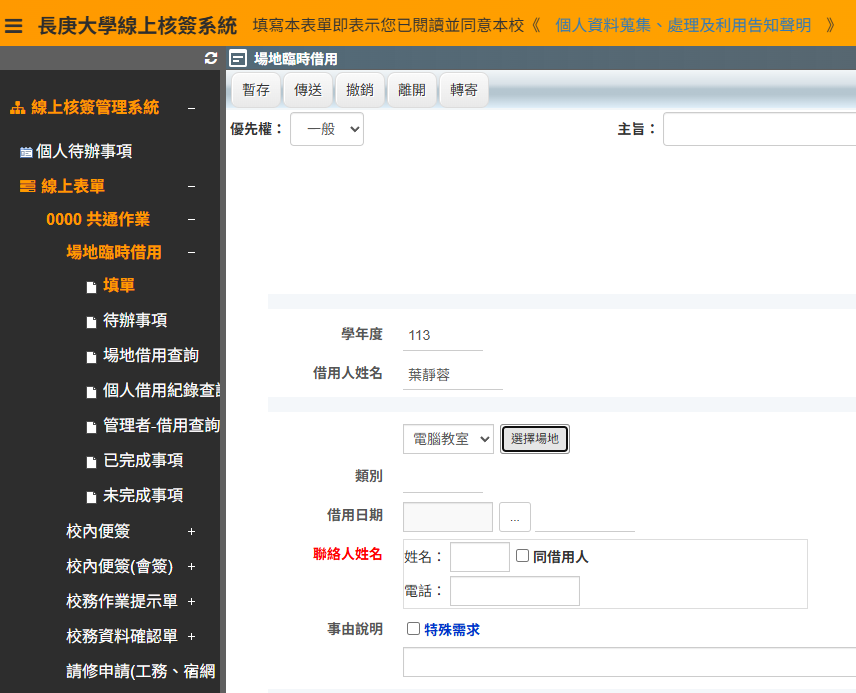 長庚大學線上核簽系統 填寫本表單即表示您已閱讀並同意本校《 個人資料蒐集、處理及利用告知聲明 》
場地臨時借用
暫存 傳送 撤銷 離開 轉寄
優先權： 一般 主旨：
線上核簽管理系統 －
個人待辦事項
線上表單 －
0000 共通作業 －
場地臨時借用 －
填單
待辦事項
場地借用查詢
個人借用紀錄查詢
管理者-借用查詢
已完成事項
未完成事項
校內便簽 +
校內便簽(會簽) +
校務作業提示單 +
校務資料確認單 +
請修申請(工務、宿網
學年度 113
借用人姓名 葉靜蓉
電腦教室 選擇場地
類別
借用日期 ...
聯絡人姓名 姓名： 同借用人
電話：
事由說明 特殊需求